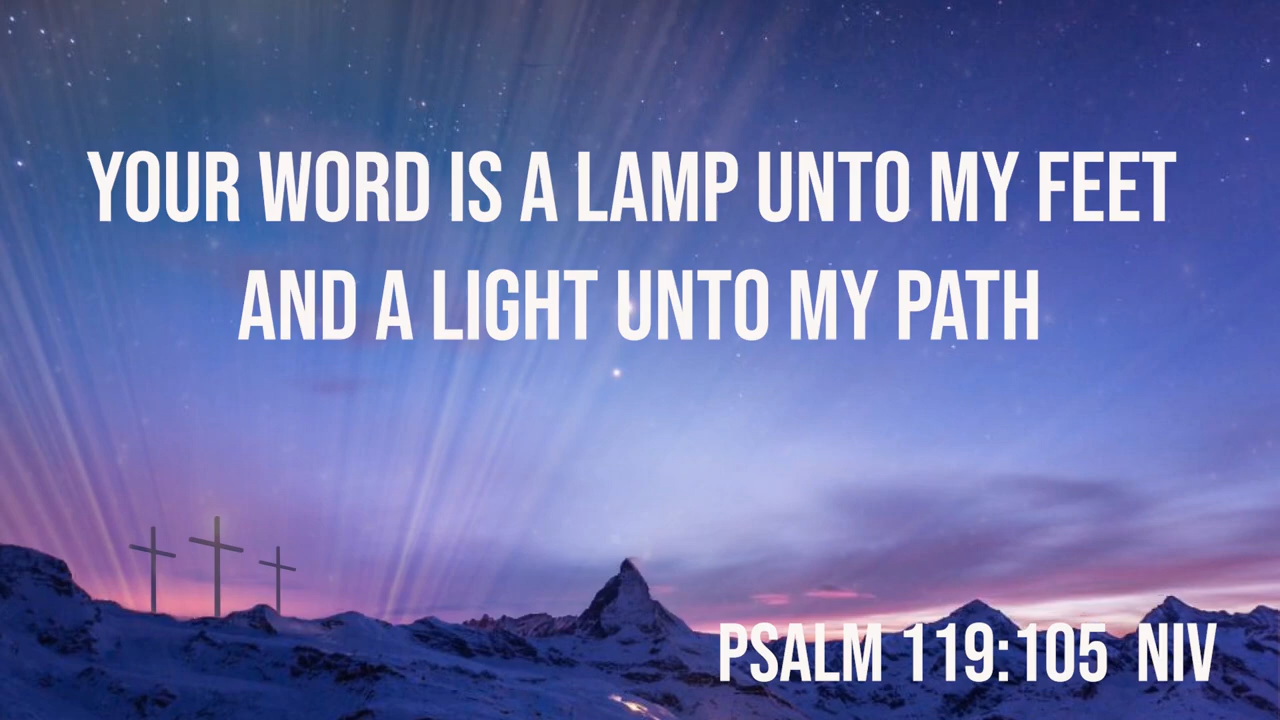 YOUR WORD IS A LAMP UNTO MY FEET
AND A LIGHT UNTO MY PATH
PSALM 119:105 NIV